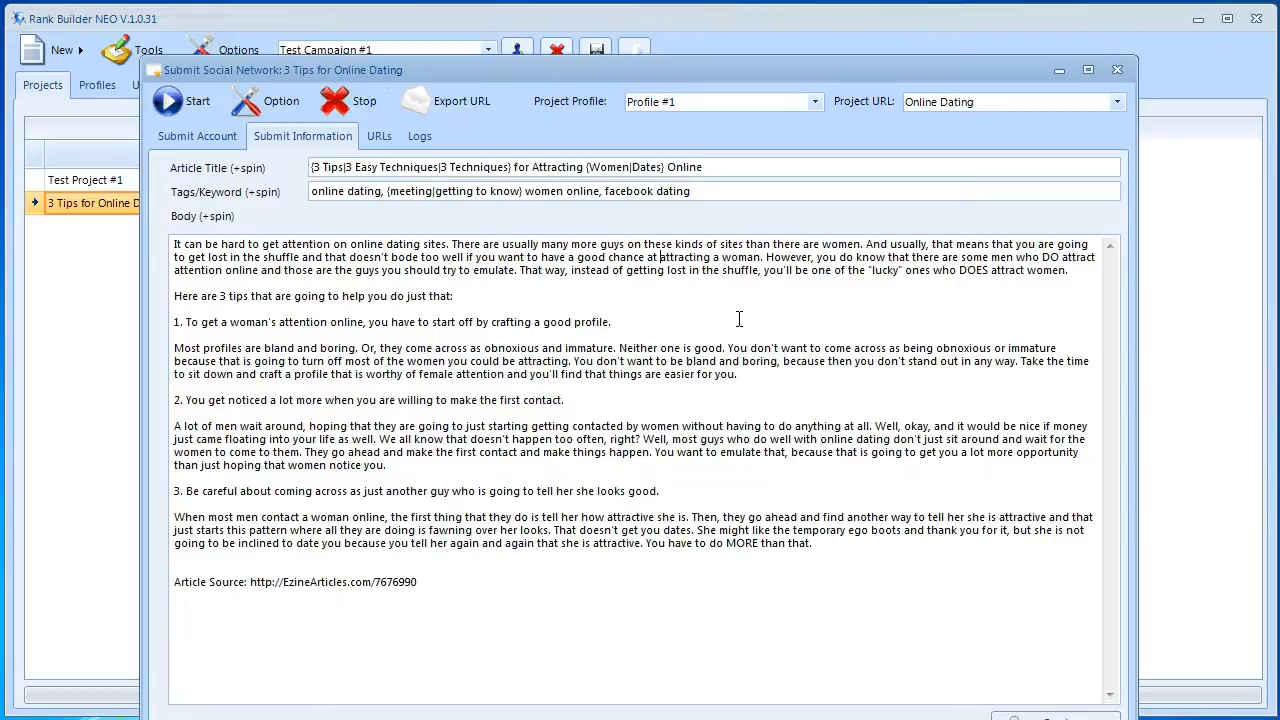 Rank Builder NEO V.1.0.31
New Tools Options Test Campaign #1
Submit Social Network: 3 Tips for Online Dating
Projects Profiles U
Start Option Stop Export URL Project Profile: Profile #1 Project URL: Online Dating
Submit Account Submit Information URLs Logs
Article Title (+spin) {3 Tips|3 Easy Techniques|3 Techniques} for Attracting {Women|Dates} Online
Test Project #1
Tags/Keyword (+spin) online dating, {meeting|getting to know} women online, facebook dating
3 Tips for Online D
Body (+spin)
It can be hard to get attention on online dating sites. There are usually many more guys on these kinds of sites than there are women. And usually, that means that you are going
to get lost in the shuffle and that doesn't bode too well if you want to have a good chance at attracting a woman. However, you do know that there are some men who DO attract
attention online and those are the guys you should try to emulate. That way, instead of getting lost in the shuffle, you'll be one of the "lucky" ones who DOES attract women.
Here are 3 tips that are going to help you do just that:
1. To get a woman's attention online, you have to start off by crafting a good profile.
Most profiles are bland and boring. Or, they come across as obnoxious and immature. Neither one is good. You don't want to come across as being obnoxious or immature
because that is going to turn off most of the women you could be attracting. You don't want to be bland and boring, because then you don't stand out in any way. Take the time
to sit down and craft a profile that is worthy of female attention and you'll find that things are easier for you.
2. You get noticed a lot more when you are willing to make the first contact.
A lot of men wait around, hoping that they are going to just starting getting contacted by women without having to do anything at all. Well, okay, and it would be nice if money
just came floating into your life as well. We all know that doesn't happen too often, right? Well, most guys who do well with online dating don't just sit around and wait for the
women to come to them. They go ahead and make the first contact and make things happen. You want to emulate that, because that is going to get you a lot more opportunity
than just hoping that women notice you.
3. Be careful about coming across as just another guy who is going to tell her she looks good.
When most men contact a woman online, the first thing that they do is tell her how attractive she is. Then, they go ahead and find another way to tell her she is attractive and that
just starts this pattern where all they are doing is fawning over her looks. That doesn't get you dates. She might like the temporary ego boots and thank you for it, but she is not
going to be inclined to date you because you tell her again and again that she is attractive. You have to do MORE than that.
Article Source: http://EzineArticles.com/7676990